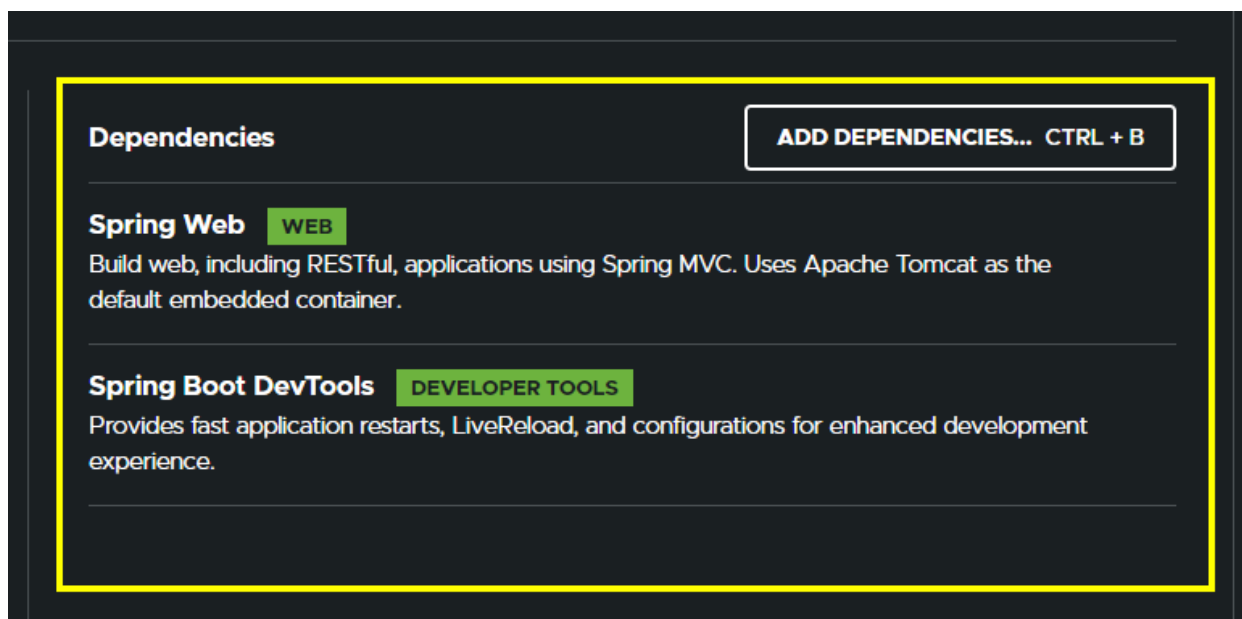 Dependencies
ADD DEPENDENCIES... CTRL + B
Spring Web WEB
Build web, including RESTful, applications using Spring MVC. Uses Apache Tomcat as the
default embedded container.
Spring Boot DevTools DEVELOPER TOOLS
Provides fast application restarts, LiveReload, and configurations for enhanced development
experience.